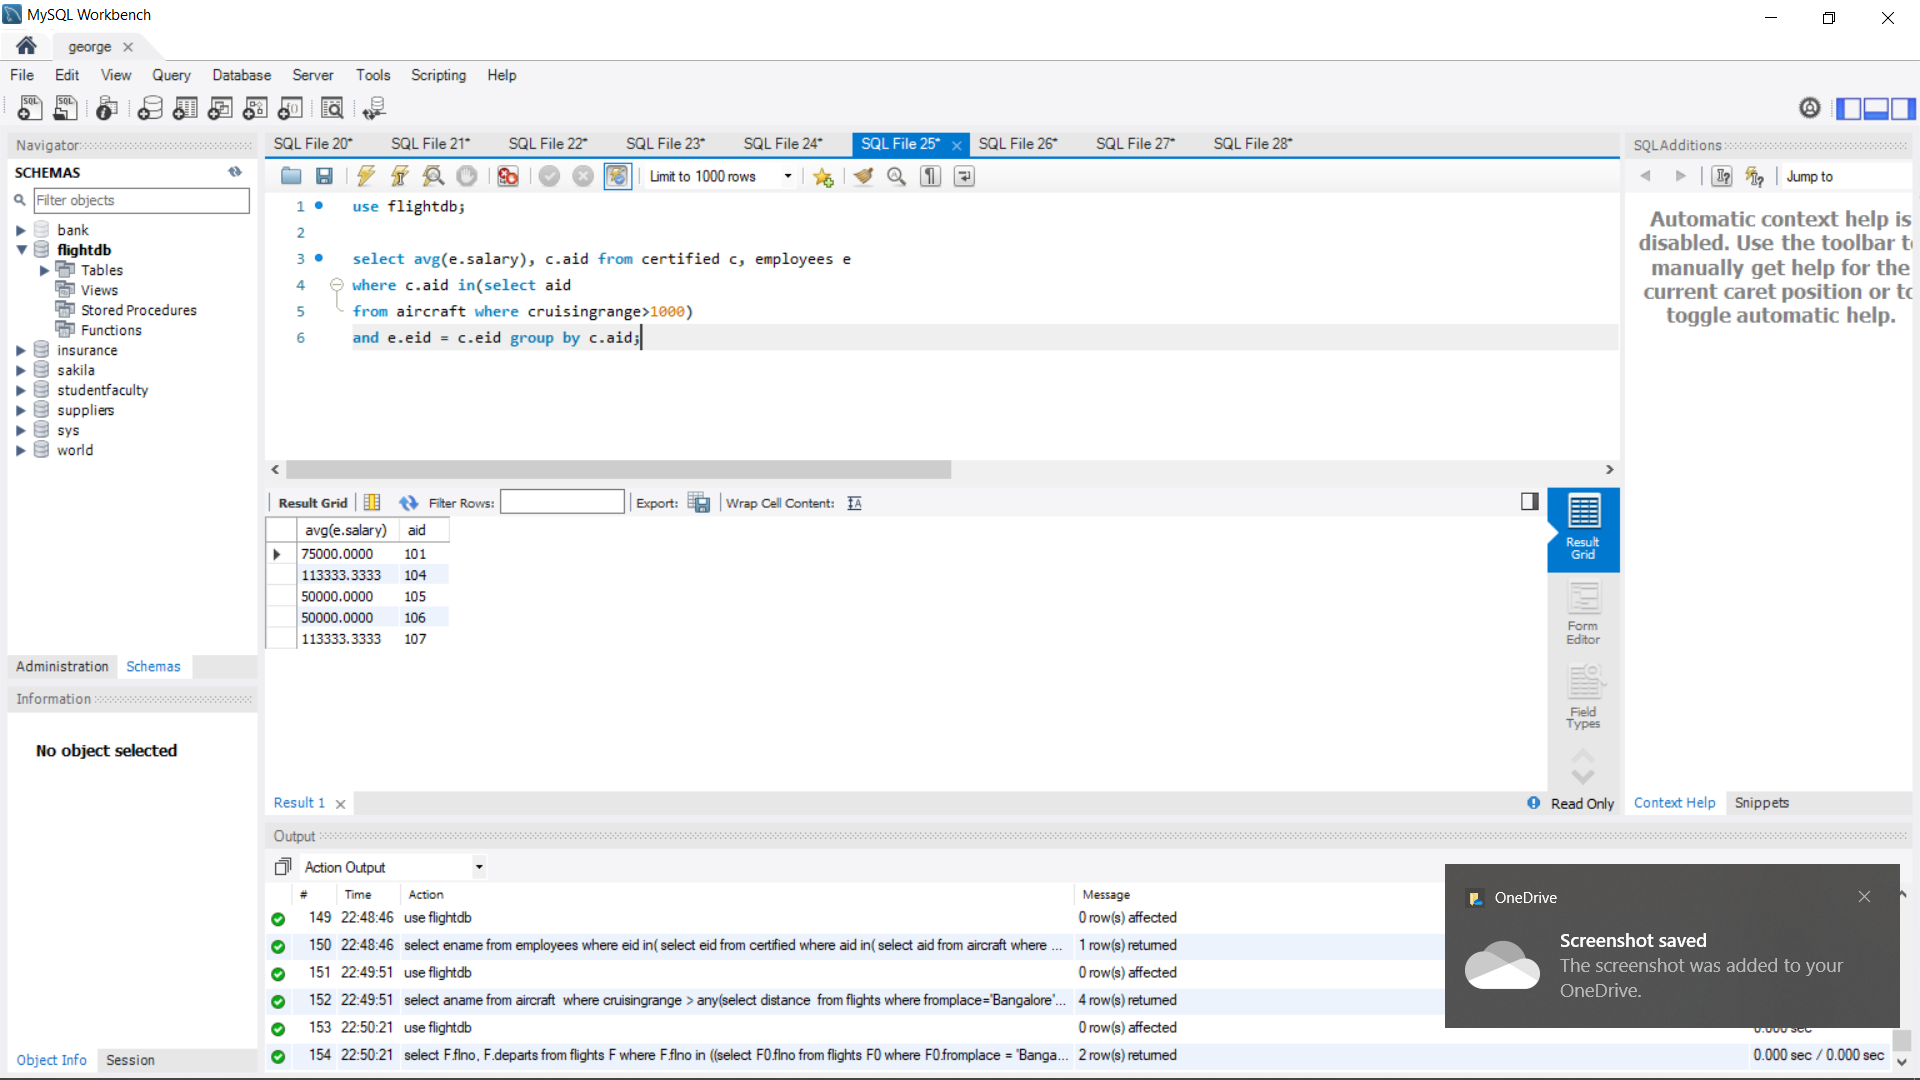 MySQL Workbench
george
File Edit View Query Database Server Tools Scripting Help
Navigator
SCHEMAS
Filter objects
bank
flightdb
Tables
Views
Stored Procedures
Functions
insurance
sakila
studentfaculty
suppliers
sys
world
Administration Schemas
Information
No object selected
Object Info Session
SQL File 20* SQL File 21* SQL File 22* SQL File 23* SQL File 24* SQL File 25* SQL File 26* SQL File 27* SQL File 28*
Limit to 1000 rows
1 use flightdb;
2
3 select avg(e.salary), c.aid from certified c, employees e
4 where c.aid in(select aid
5 from aircraft where cruisingrange>1000)
6 and e.eid = c.eid group by c.aid;
Result Grid Filter Rows: Export: Wrap Cell Content:
avg(e.salary) aid
75000.0000 101
113333.3333 104
50000.0000 105
50000.0000 106
113333.3333 107
Result Grid
Form Editor
Field Types
Result 1
Read Only
SQLAdditions
Jump to
Automatic context help is
disabled. Use the toolbar t
manually get help for the
current caret position or to
toggle automatic help.
Context Help Snippets
Output
Action Output
# Time Action Message
149 22:48:46 use flightdb 0 row(s) affected
150 22:48:46 select ename from employees where eid in( select eid from certified where aid in( select aid from aircraft where ... 1 row(s) returned
151 22:49:51 use flightdb 0 row(s) affected
152 22:49:51 select aname from aircraft where cruisingrange > any(select distance from flights where fromplace='Bangalore'... 4 row(s) returned
153 22:50:21 use flightdb 0 row(s) affected 0.000 sec
154 22:50:21 select F.flno, F.departs from flights F where F.flno in ((select F0.flno from flights F0 where F0.fromplace = 'Banga... 2 row(s) returned 0.000 sec / 0.000 sec
OneDrive
Screenshot saved
The screenshot was added to your
OneDrive.